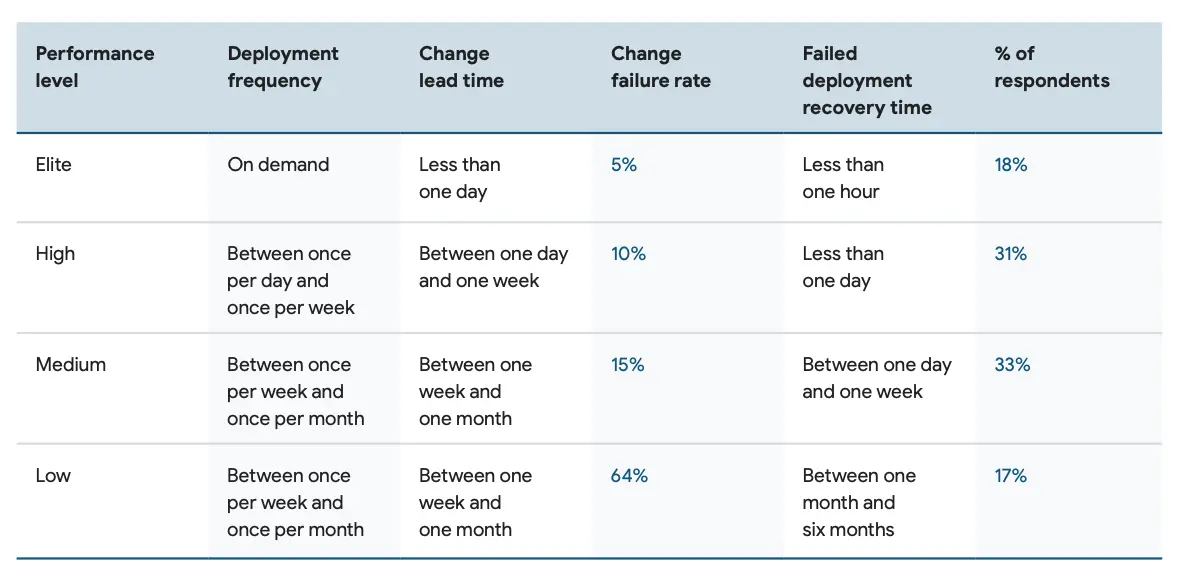 Performance level
Deployment frequency
Change lead time
Change failure rate
Failed deployment recovery time
% of respondents
Elite
On demand
Less than
one day
5%
Less than
one hour
18%
High
Between once
per day and
once per week
Between one day
and one week
10%
Less than
one day
31%
Medium
Between once
per week and
once per month
Between one
week and
one month
15%
Between one day
and one week
33%
Low
Between once
per week and
once per month
Between one
week and
one month
64%
Between one
month and
six months
17%